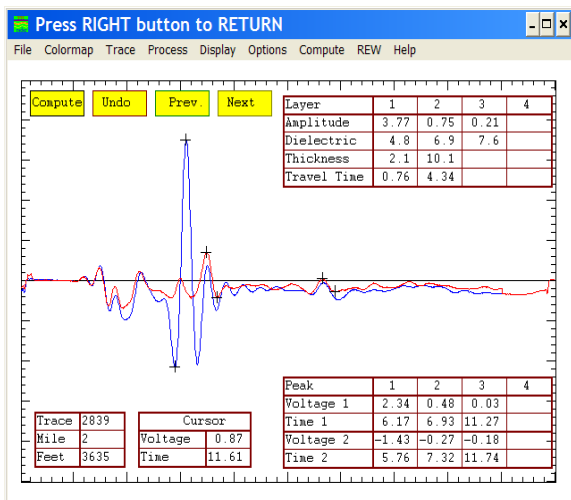 Press RIGHT button to RETURN
File Colormap Trace Process Display Options Compute REW Help
Compute Undo Prev. Next
Layer 1 2 3 4
Amplitude 3.77 0.75 0.21
Dielectric 4.8 6.9 7.6
Thickness 2.1 10.1
Travel Time 0.76 4.34
Peak 1 2 3 4
Voltage 1 2.34 0.48 0.03
Time 1 6.17 6.93 11.27
Voltage 2 -1.43 -0.27 -0.18
Time 2 5.76 7.32 11.74
Trace 2839
Mile 2
Feet 3635
Cursor
Voltage 0.87
Time 11.61